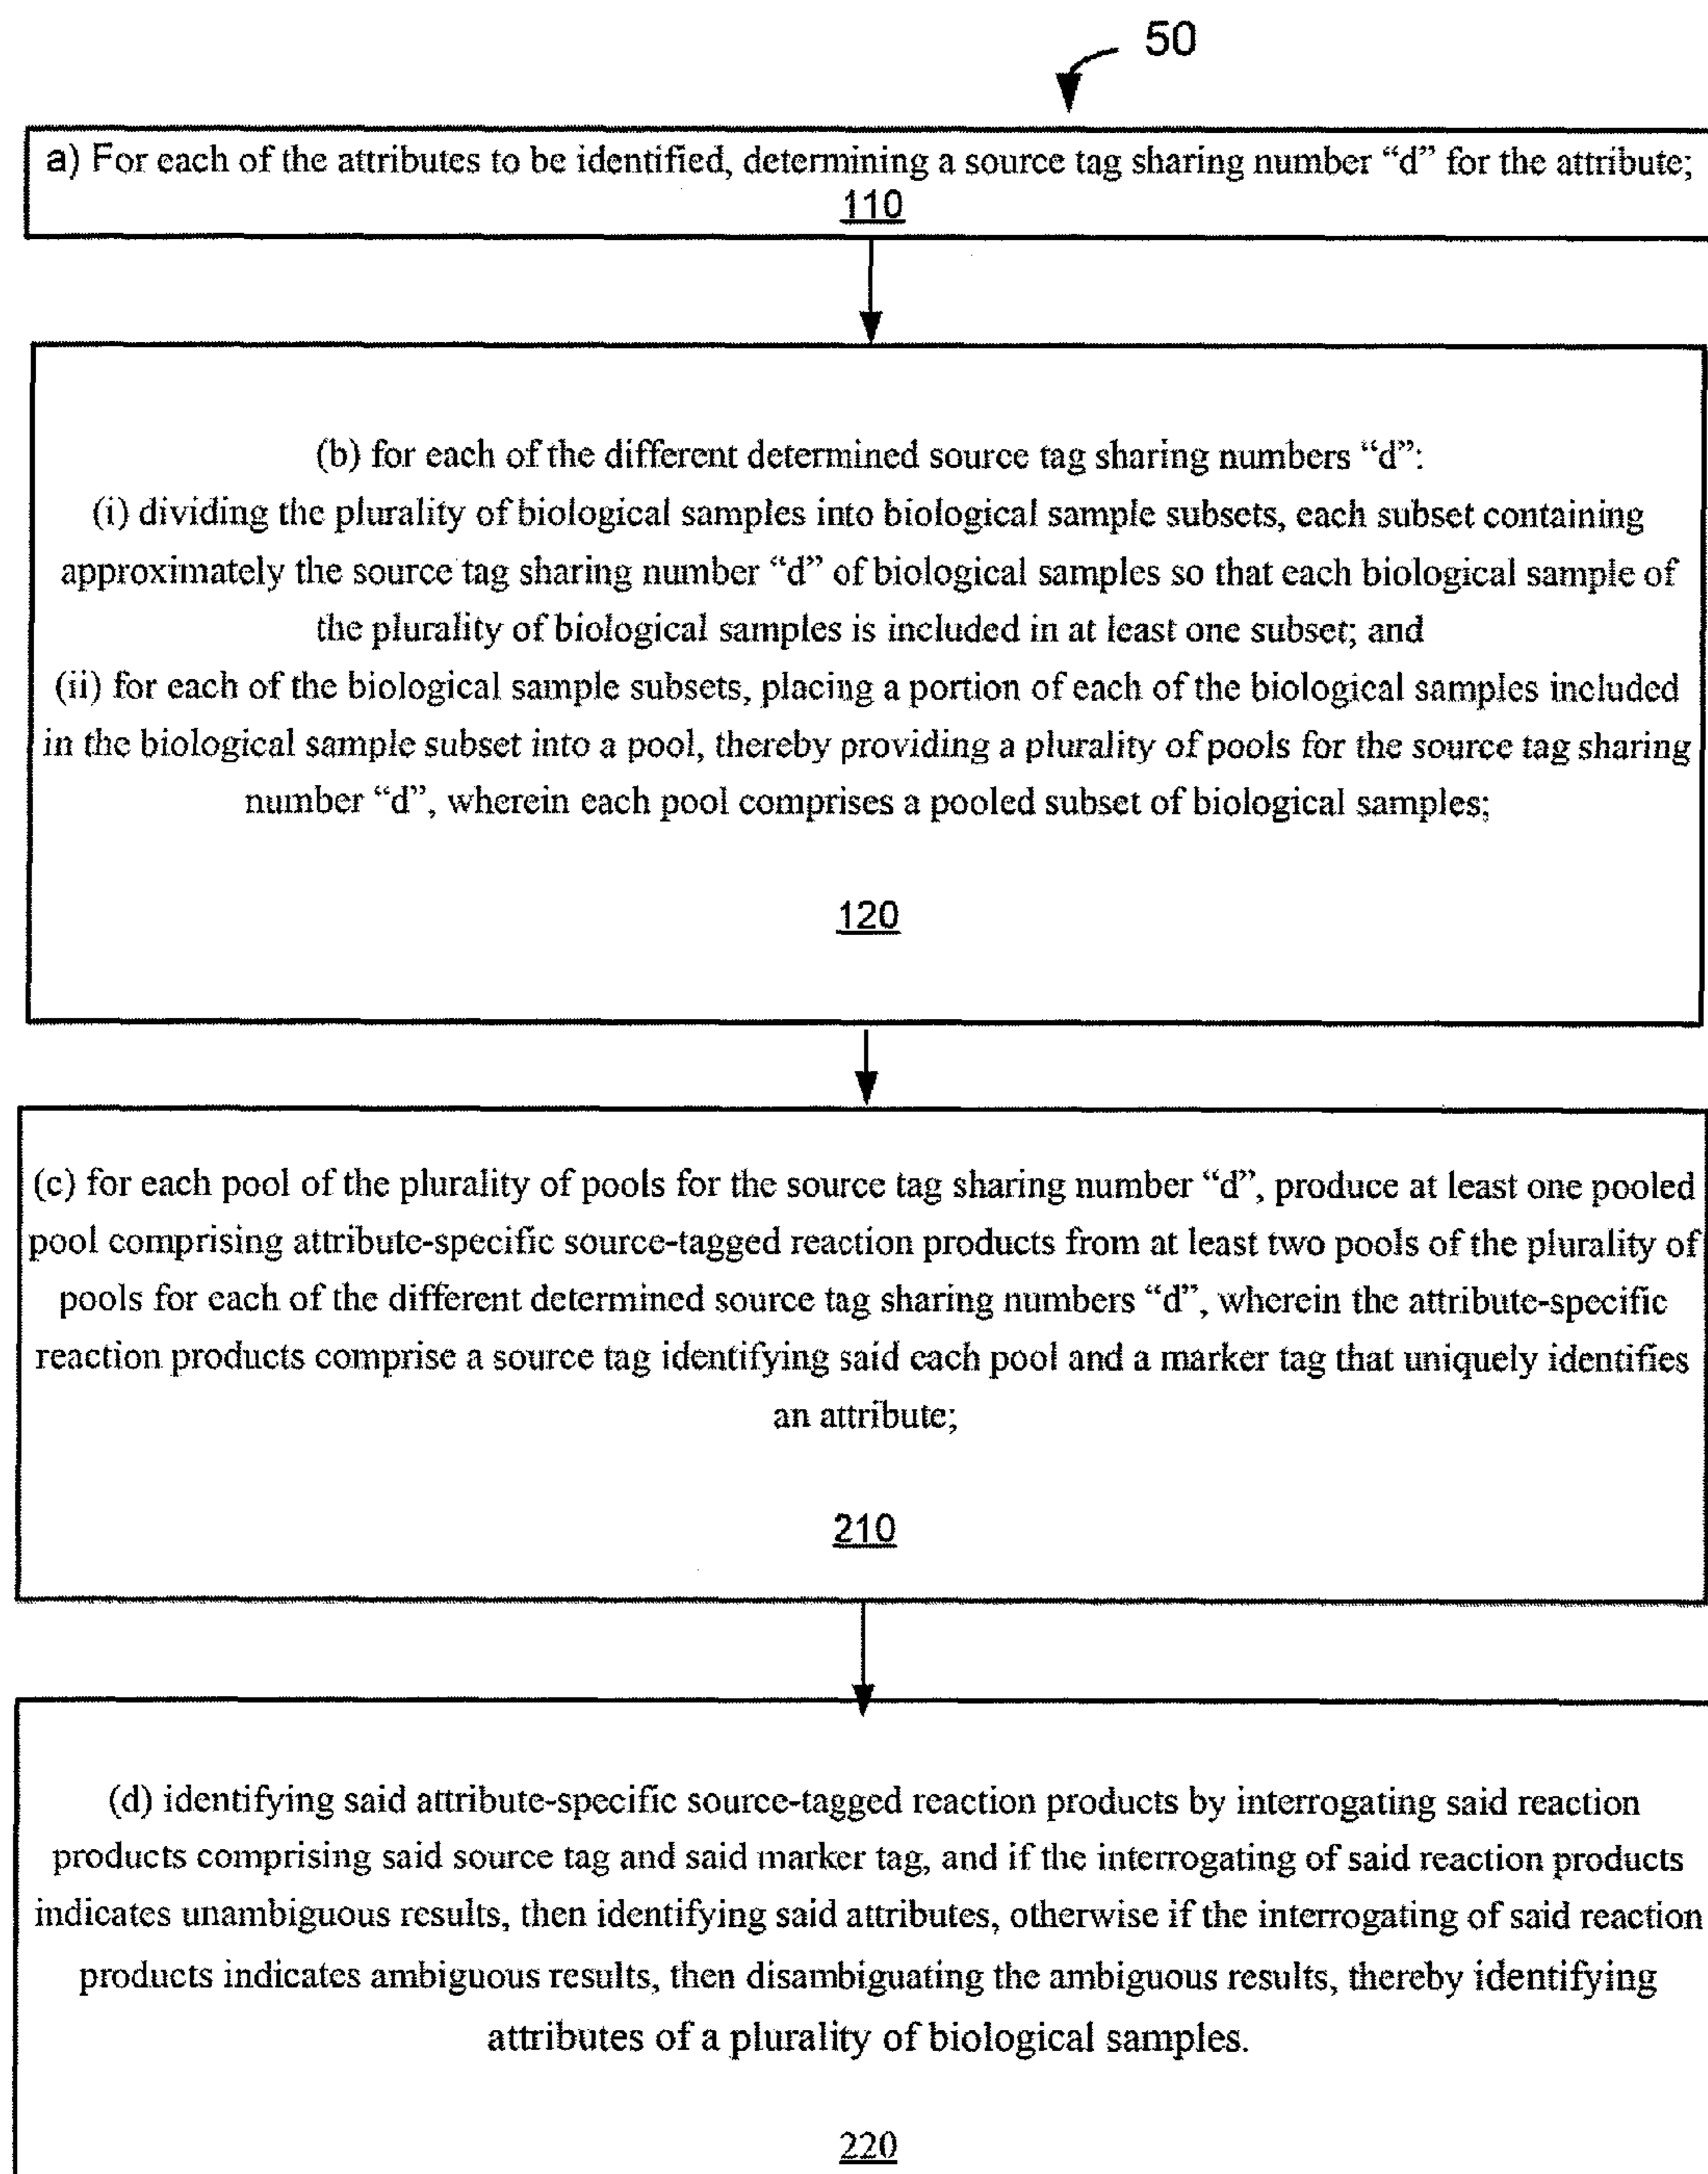 50
a) For each of the attributes to be identified, determining a source tag sharing number “d” for the attribute;
110
(b) for each of the different determined source tag sharing numbers “d”:
(i) dividing the plurality of biological samples into biological sample subsets, each subset containing
approximately the source tag sharing number “d” of biological samples so that each biological sample of
the plurality of biological samples is included in at least one subset; and
(ii) for each of the biological sample subsets, placing a portion of each of the biological samples included
in the biological sample subset into a pool, thereby providing a plurality of pools for the source tag sharing
number “d”, wherein each pool comprises a pooled subset of biological samples;
120
(c) for each pool of the plurality of pools for the source tag sharing number “d”, produce at least one pooled
pool comprising attribute-specific source-tagged reaction products from at least two pools of the plurality of
pools for each of the different determined source tag sharing numbers “d”, wherein the attribute-specific
reaction products comprise a source tag identifying said each pool and a marker tag that uniquely identifies
an attribute;
210
(d) identifying said attribute-specific source-tagged reaction products by interrogating said reaction
products comprising said source tag and said marker tag, and if the interrogating of said reaction products
indicates unambiguous results, then identifying said attributes, otherwise if the interrogating of said reaction
products indicates ambiguous results, then disambiguating the ambiguous results, thereby identifying
attributes of a plurality of biological samples.
220